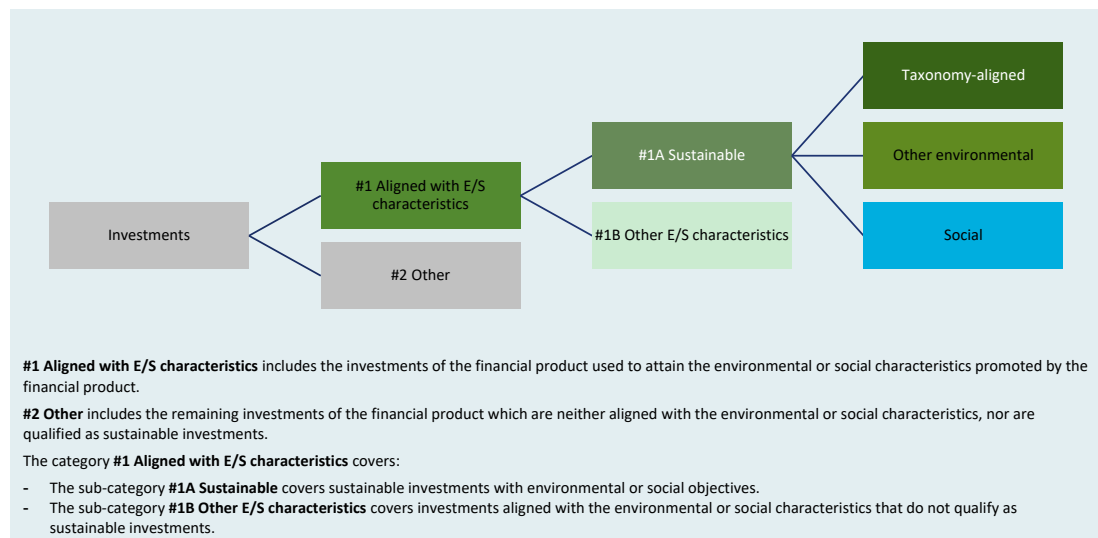 Taxonomy-aligned
#1A Sustainable
Other environmental
#1 Aligned with E/S
characteristics
Investments
#1B Other E/S characteristics
Social
#2 Other
#1 Aligned with E/S characteristics includes the investments of the financial product used to attain the environmental or social characteristics promoted by the
financial product.
#2 Other includes the remaining investments of the financial product which are neither aligned with the environmental or social characteristics, nor are
qualified as sustainable investments.
The category #1 Aligned with E/S characteristics covers:
- The sub-category #1A Sustainable covers sustainable investments with environmental or social objectives.
- The sub-category #1B Other E/S characteristics covers investments aligned with the environmental or social characteristics that do not qualify as
sustainable investments.